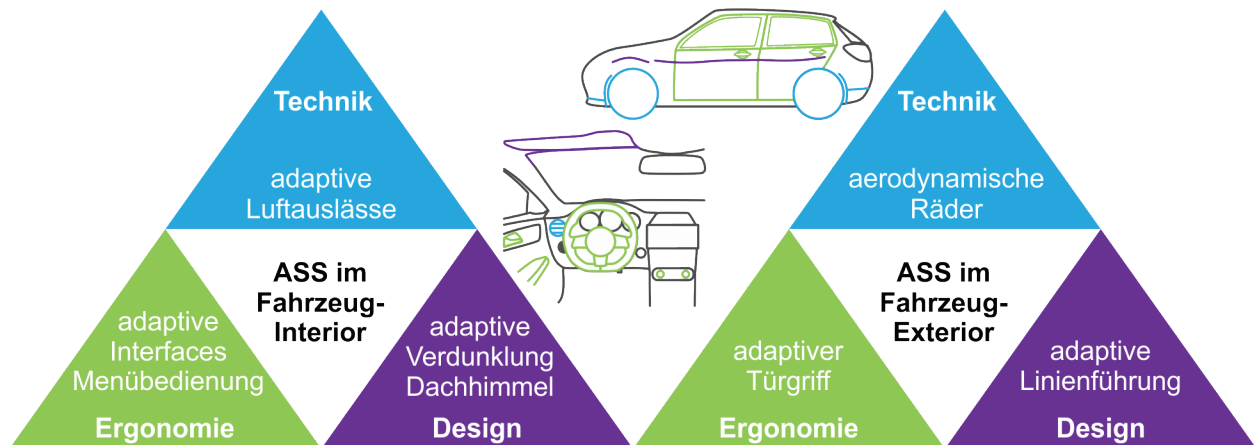 Technik
adaptive
Luftauslässe
ASS im
Fahrzeug-
Interior
adaptive
Interfaces
Menübedienung
Ergonomie
adaptive
Verdunklung
Dachhimmel
Design
Technik
aerodynamische
Räder
ASS im
Fahrzeug-
Exterior
adaptiver
Türgriff
Ergonomie
adaptive
Linienführung
Design